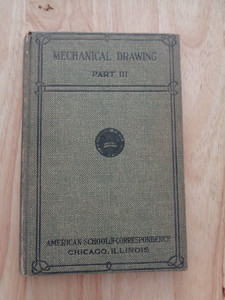 MECHANICAL DRAWING
PART III
AMERICAN SCHOOL OF CORRESPONDENCE
CHICAGO, ILLINOIS